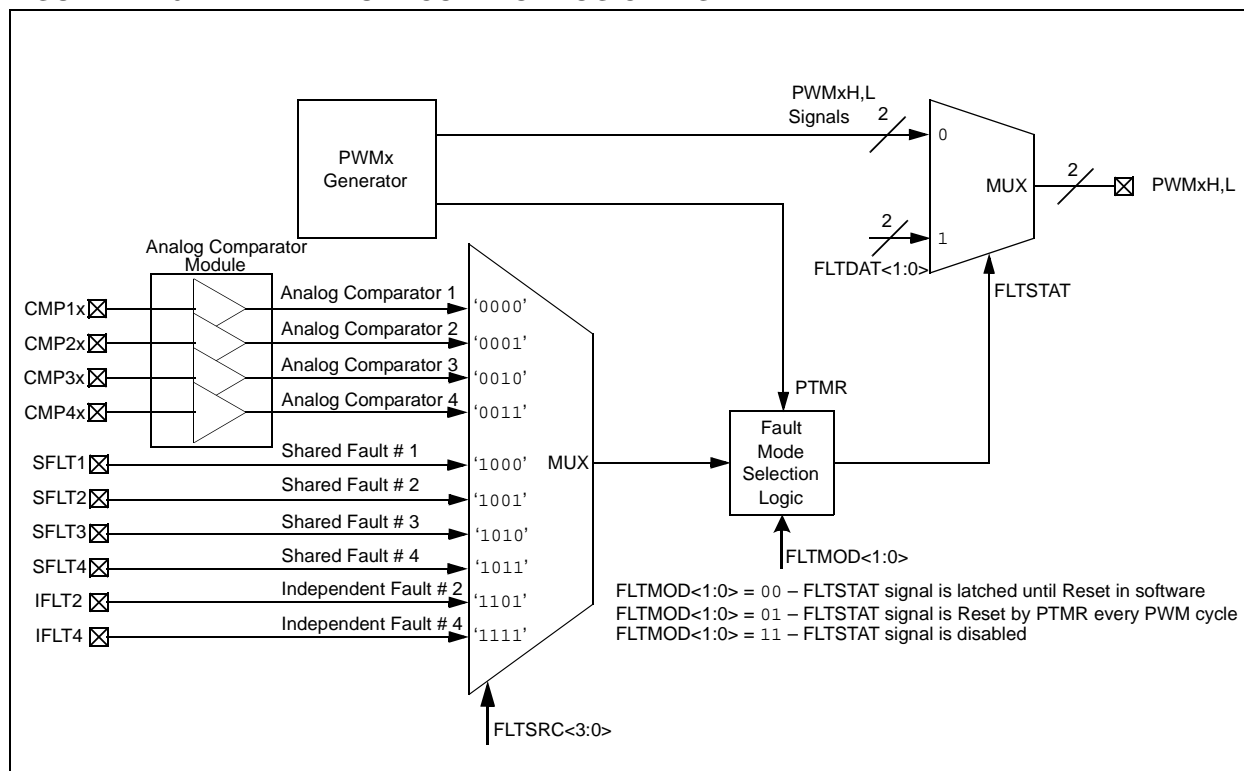 PWMxH,L
Signals
2
0
PWMx
Generator
MUX
2
PWMxH,L
2
1
FLTDAT<1:0>
FLTSTAT
Analog Comparator
Module
CMP1x
Analog Comparator 1
‘0000’
CMP2x
Analog Comparator 2
‘0001’
CMP3x
Analog Comparator 3
‘0010’
CMP4x
Analog Comparator 4
‘0011’
PTMR
Fault
Mode
Selection
Logic
SFLT1
Shared Fault # 1
‘1000’
MUX
SFLT2
Shared Fault # 2
‘1001’
SFLT3
Shared Fault # 3
‘1010’
SFLT4
Shared Fault # 4
‘1011’
IFLT2
Independent Fault # 2
‘1101’
IFLT4
Independent Fault # 4
‘1111’
FLTMOD<1:0>
FLTMOD<1:0> = 00 – FLTSTAT signal is latched until Reset in software
FLTMOD<1:0> = 01 – FLTSTAT signal is Reset by PTMR every PWM cycle
FLTMOD<1:0> = 11 – FLTSTAT signal is disabled
FLTSRC<3:0>